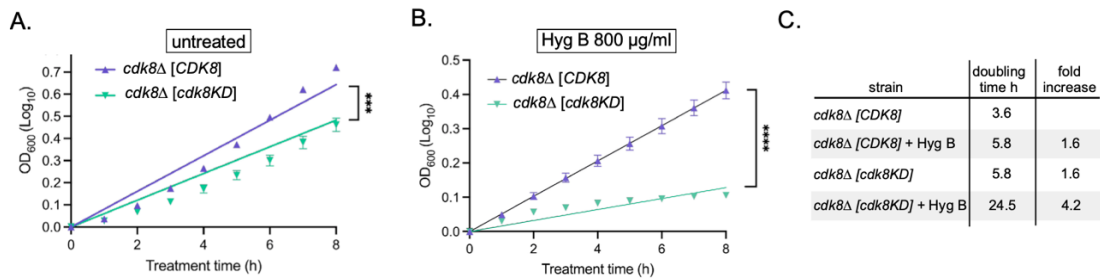 A.
untreated
cdk8Δ [CDK8]
cdk8Δ [cdk8KD]
***
OD600 (Log10)
0.7
0.6
0.5
0.4
0.3
0.2
0.1
0.0
0 2 4 6 8
Treatment time (h)
B.
Hyg B 800 µg/ml
cdk8Δ [CDK8]
cdk8Δ [cdk8KD]
****
OD600 (Log10)
0.5
0.4
0.3
0.2
0.1
0.0
0 2 4 6 8
Treatment time (h)
C.
strain doubling time h fold increase
cdk8Δ [CDK8] 3.6
cdk8Δ [CDK8] + Hyg B 5.8 1.6
cdk8Δ [cdk8KD] 5.8 1.6
cdk8Δ [cdk8KD] + Hyg B 24.5 4.2